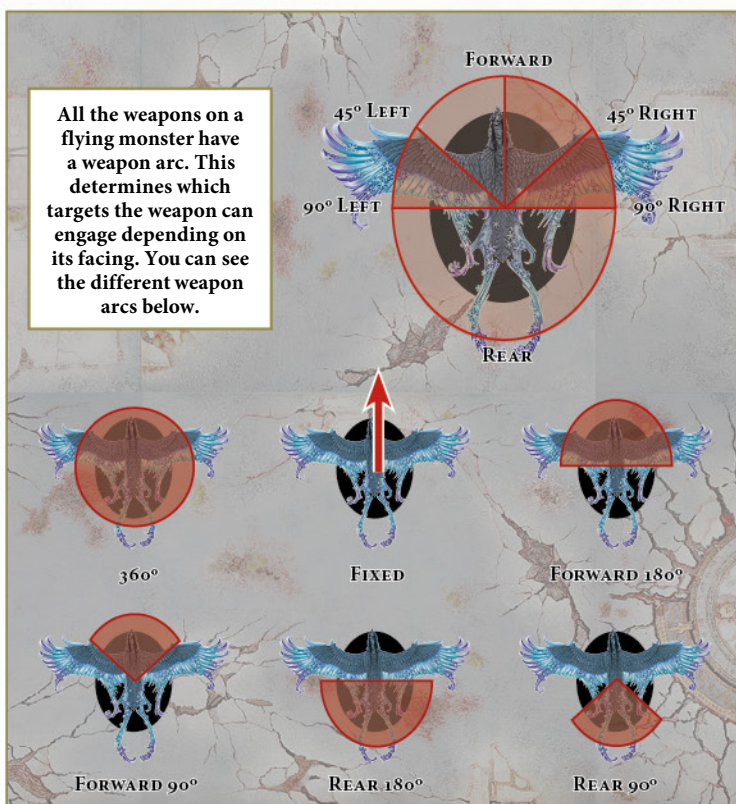 All the weapons on a
flying monster have
a weapon arc. This
determines which
targets the weapon can
engage depending on
its facing. You can see
the different weapon
arcs below.
Forward
45° Left
45° Right
90° Left
90° Right
Rear
360°
Fixed
Forward 180°
Forward 90°
Rear 180°
Rear 90°